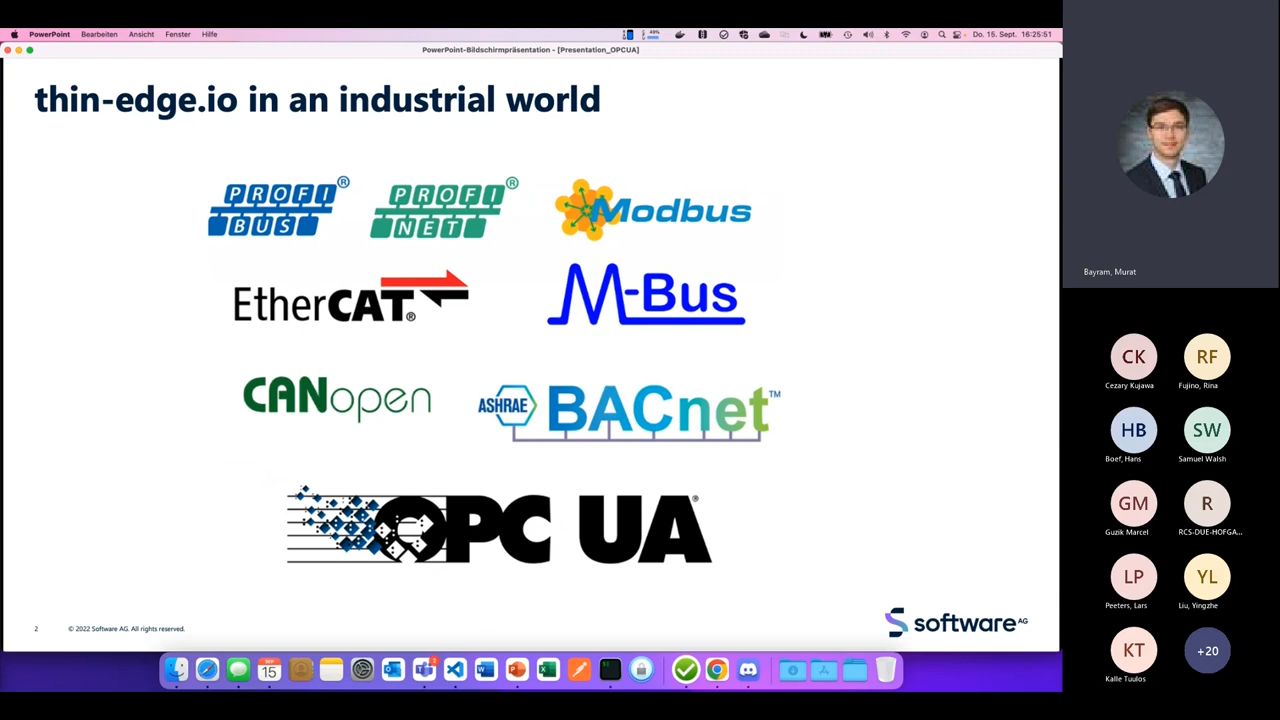 PowerPoint Bearbeiten Ansicht Fenster Hilfe Do. 15. Sept. 16:25:51
PowerPoint-Bildschirmpräsentation - [Presentation_OPCUA]
thin-edge.io in an industrial world
PROFI BUS ®
PROFI NET ®
Modbus
EtherCAT®
M-Bus
CANopen
ASHRAE BACnet™
OPC UA®
2 © 2022 Software AG. All rights reserved.
software AG
SEP
15
Bayram, Murat
CK
Cezary Kujawa
RF
Fujino, Rina
HB
Boef, Hans
SW
Samuel Walsh
GM
Guzik Marcel
R
RCS-DUE-HOFGA...
LP
Peeters, Lars
YL
Liu, Yingzhe
KT
Kalle Tuulos
+20